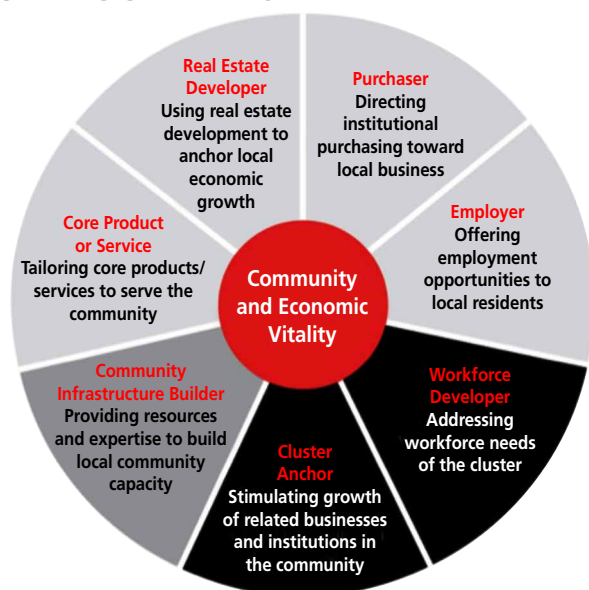 Real Estate
Developer
Using real estate
development to
anchor local
economic
growth
Purchaser
Directing
institutional
purchasing toward
local business
Employer
Offering
employment
opportunities to
local residents
Workforce
Developer
Addressing
workforce needs
of the cluster
Cluster
Anchor
Stimulating growth
of related businesses
and institutions in
the community
Community
Infrastructure Builder
Providing resources
and expertise to build
local community
capacity
Core Product
or Service
Tailoring core products/
services to serve the
community
Community
and Economic
Vitality